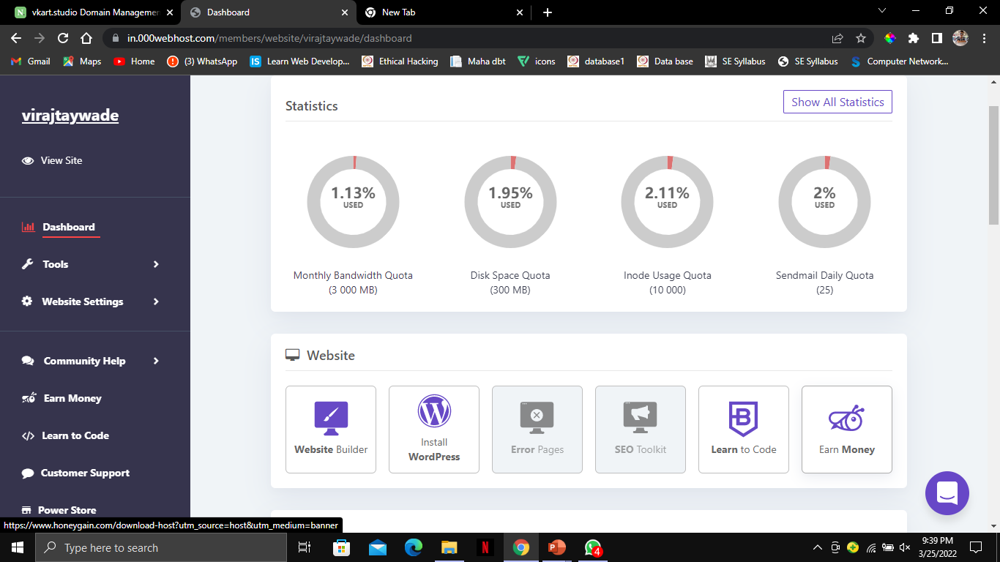 vkart.studio Domain Managemen
Dashboard
New Tab
in.000webhost.com/members/website/virajtaywade/dashboard
Gmail
Maps
Home
(3) WhatsApp
IS
Learn Web Develop...
Ethical Hacking
Maha dbt
icons
database1
Data base
SE Syllabus
SE Syllabus
Computer Network...
virajtaywade
View Site
Dashboard
Tools
Website Settings
Community Help
Earn Money
Learn to Code
Customer Support
Power Store
Statistics
Show All Statistics
1.13%
USED
1.95%
USED
2.11%
USED
2%
USED
Monthly Bandwidth Quota
(3 000 MB)
Disk Space Quota
(300 MB)
Inode Usage Quota
(10 000)
Sendmail Daily Quota
(25)
Website
Website Builder
Install
WordPress
Error Pages
SEO Toolkit
Learn to Code
Earn Money
https://www.honeygain.com/download-host?utm_source=host&utm_medium=banner
Type here to search
4
9:39 PM
3/25/2022